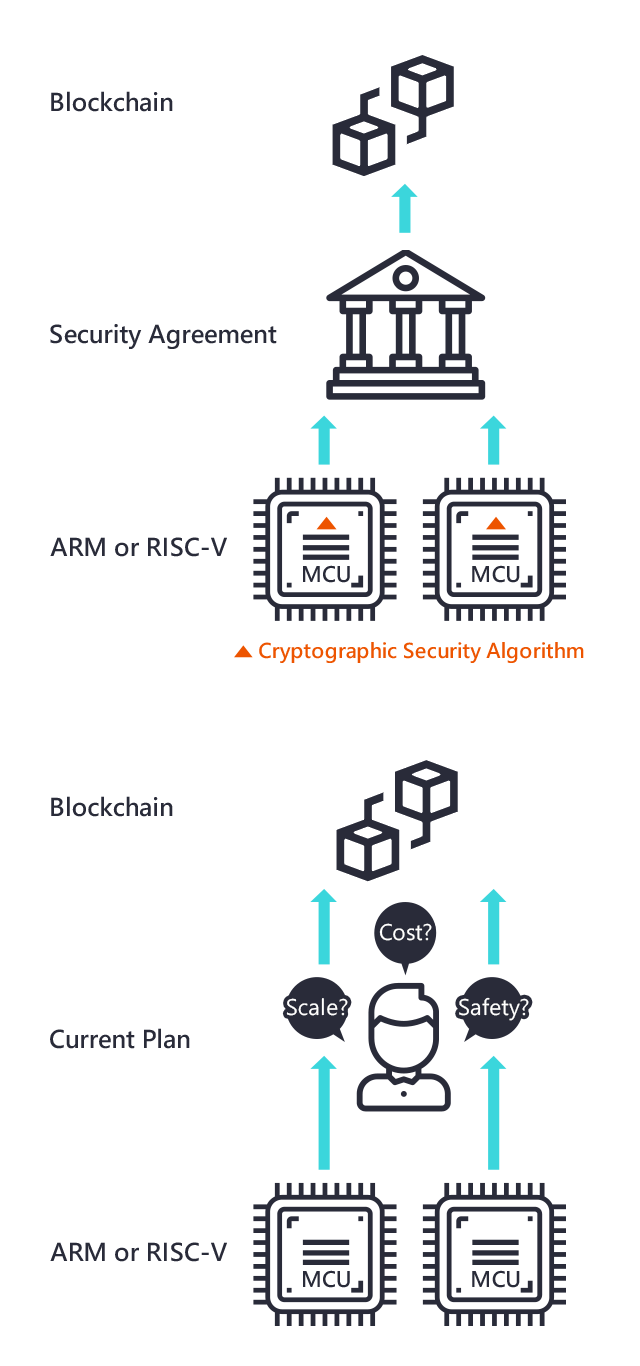 Blockchain
Security Agreement
ARM or RISC-V
MCU
MCU
▲ Cryptographic Security Algorithm
Blockchain
Cost?
Scale?
Safety?
Current Plan
ARM or RISC-V
MCU
MCU